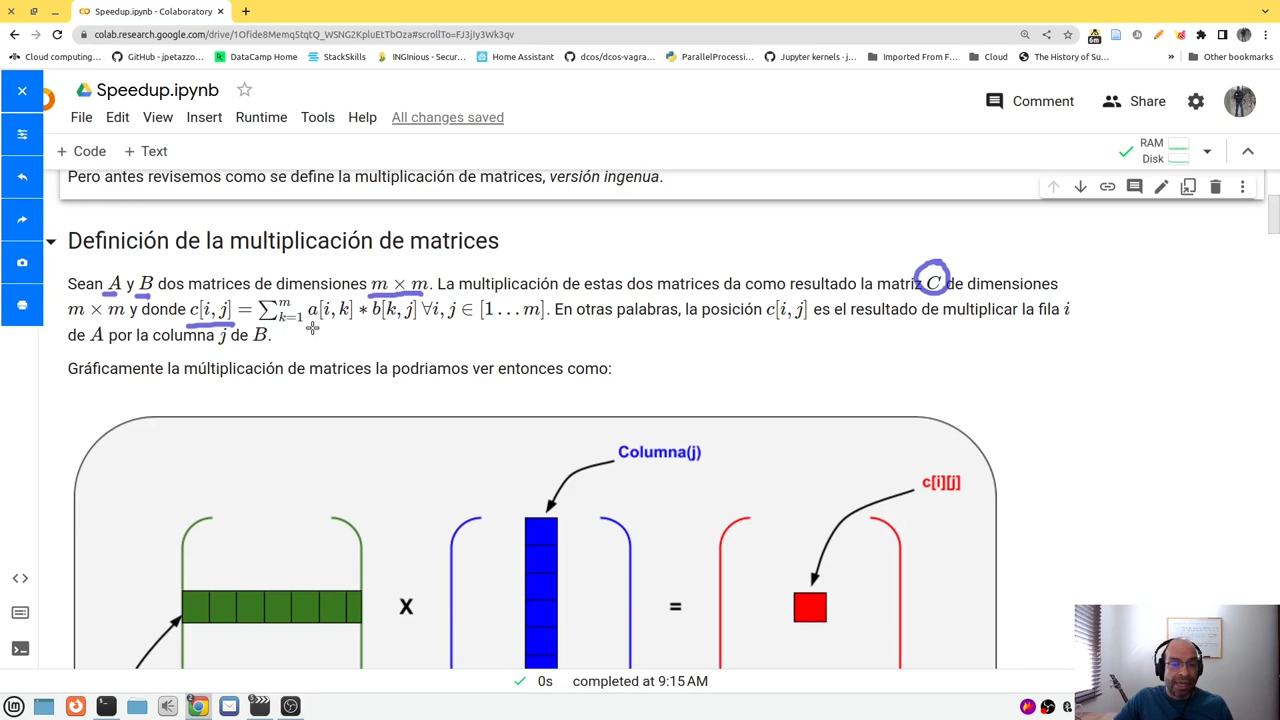 Speedup.ipynb - Colaboratory
colab.research.google.com/drive/1Ofide8Memq5tqtQ_WSNG2KpluEtTbOza#scrollTo=FJ3jIy3Wk3qv
6m
Cloud computing...
GitHub - jpetazzo...
DataCamp Home
StackSkills
INGInious - Secur...
Home Assistant
dcos/dcos-vagra...
ParallelProcessi...
Jupyter kernels · j...
Imported From F...
Cloud
The History of Su...
»
Other bookmarks
Speedup.ipynb
Comment
Share
File Edit View Insert Runtime Tools Help All changes saved
+ Code + Text
RAM
Disk
Pero antes revisemos como se define la multiplicación de matrices, versión ingenua.
Definición de la multiplicación de matrices
Sean A y B dos matrices de dimensiones m × m. La multiplicación de estas dos matrices da como resultado la matriz C de dimensiones
m × m y donde c[i, j] = ∑_{k=1}^{m} a[i, k] ∗ b[k, j] ∀i, j ∈ [1 … m]. En otras palabras, la posición c[i, j] es el resultado de multiplicar la fila i
de A por la columna j de B.
Gráficamente la múltiplicación de matrices la podriamos ver entonces como:
Columna(j)
c[i][j]
X
=
0s completed at 9:15 AM